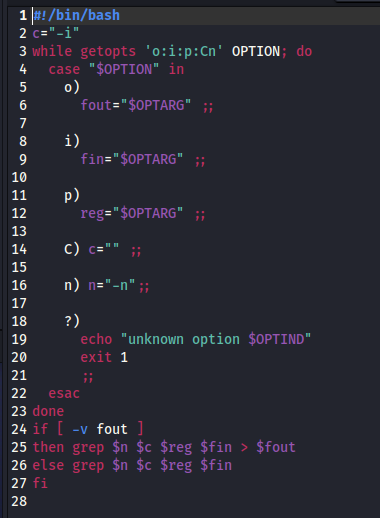 1 #!/bin/bash
2 c="-i"
3 while getopts 'o:i:p:Cn' OPTION; do
4   case "$OPTION" in
5     o)
6       fout="$OPTARG" ;;
7
8     i)
9       fin="$OPTARG" ;;
10
11     p)
12       reg="$OPTARG" ;;
13
14     C) c="" ;;
15
16     n) n="-n";;
17
18     ?)
19       echo "unknown option $OPTIND"
20       exit 1
21       ;;
22   esac
23 done
24 if [ -v fout ]
25 then grep $n $c $reg $fin > $fout
26 else grep $n $c $reg $fin
27 fi
28